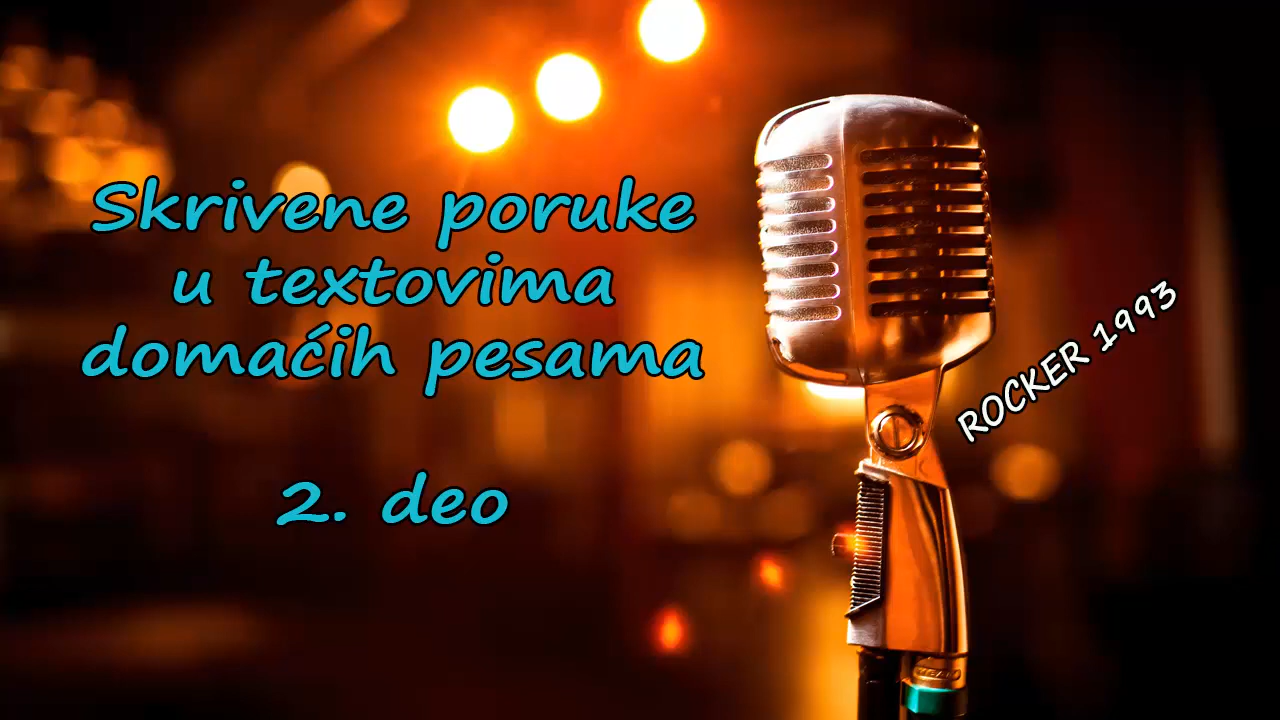 Skrivene poruke
u textovima
domaćih pesama
2. deo
ROCKER 1993